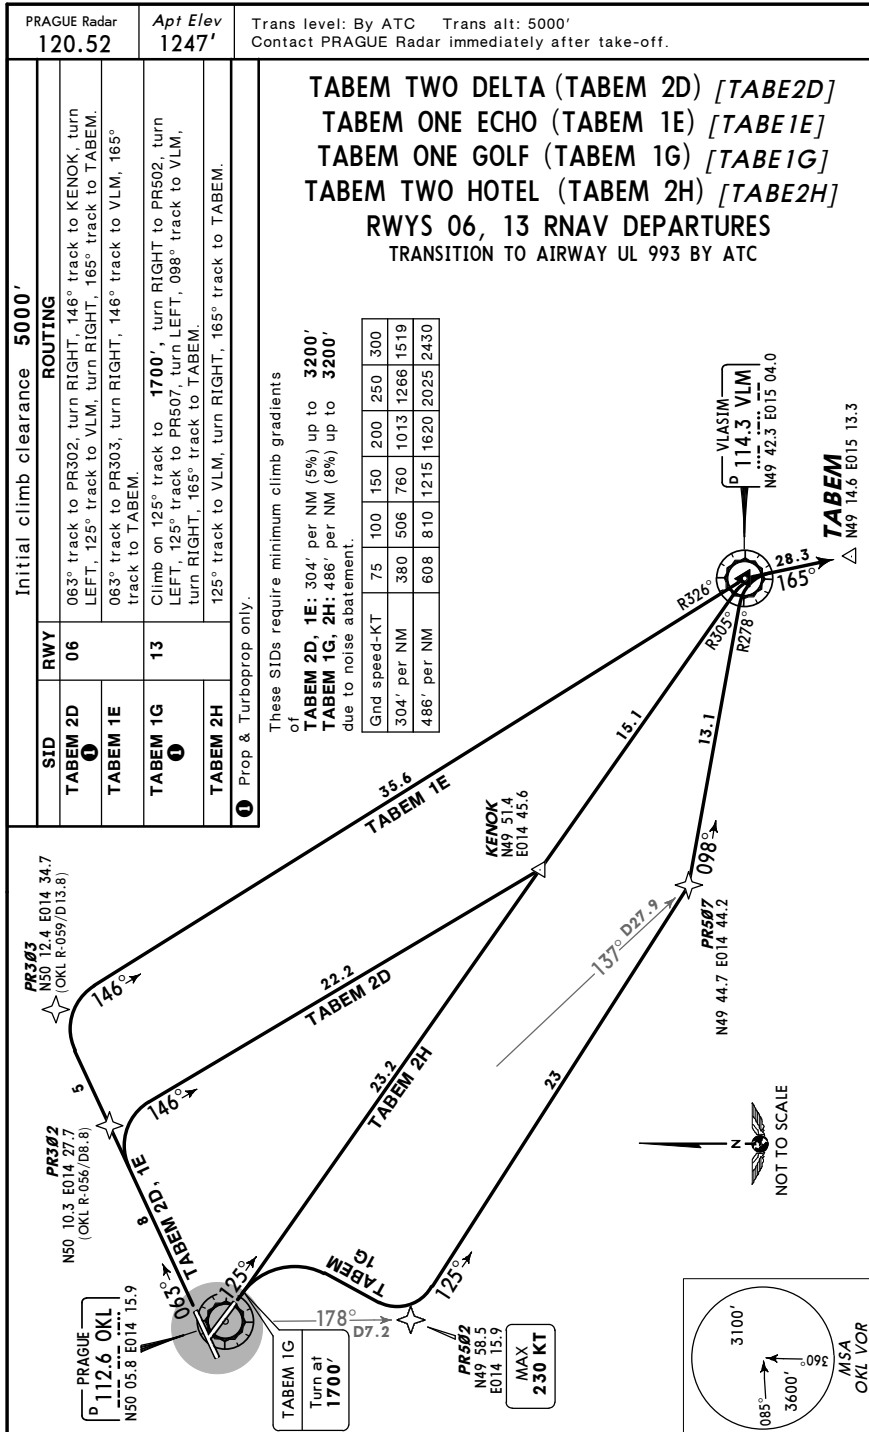 PRAGUE Radar
120.52
Apt Elev
1247'
Trans level: By ATC Trans alt: 5000'
Contact PRAGUE Radar immediately after take-off.
TABEM TWO DELTA (TABEM 2D) [TABE2D]
TABEM ONE ECHO (TABEM 1E) [TABE1E]
TABEM ONE GOLF (TABEM 1G) [TABE1G]
TABEM TWO HOTEL (TABEM 2H) [TABE2H]
RWYS 06, 13 RNAV DEPARTURES
TRANSITION TO AIRWAY UL 993 BY ATC
Initial climb clearance 5000'
SID RWY ROUTING
TABEM 2D ❶ 06
063° track to PR302, turn RIGHT, 146° track to KENOK, turn
LEFT, 125° track to VLM, turn RIGHT, 165° track to TABEM.
TABEM 1E
063° track to PR303, turn RIGHT, 146° track to VLM, 165°
track to TABEM.
TABEM 1G ❶ 13
Climb on 125° track to 1700', turn RIGHT to PR502, turn
LEFT, 125° track to PR507, turn LEFT, 098° track to VLM,
turn RIGHT, 165° track to TABEM.
TABEM 2H
125° track to VLM, turn RIGHT, 165° track to TABEM.
❶ Prop & Turboprop only.
These SIDs require minimum climb gradients
of
TABEM 2D, 1E: 304' per NM (5%) up to 3200'
TABEM 1G, 2H: 486' per NM (8%) up to 3200'
due to noise abatement.
Gnd speed-KT 75 100 150 200 250 300
304' per NM 380 506 760 1013 1266 1519
486' per NM 608 810 1215 1620 2025 2430
VLASIM
D 114.3 VLM
N49 42.3 E015 04.0
TABEM
N49 14.6 E015 13.3
28.3
165°
R326°
R305°
R278°
35.6
TABEM 1E
15.1
13.1
KENOK
N49 51.4
E014 45.6
098°
PR5Ø7
N49 44.7 E014 44.2
137° D27.9
PR3Ø3
N50 12.4 E014 34.7
(OKL R-059/D13.8)
146°
22.2
TABEM 2D
23.2
TABEM 2H
23
5
PR3Ø2
N50 10.3 E014 27.7
(OKL R-056/D8.8)
146°
8
TABEM 2D, 1E
063°
125°
PRAGUE
D 112.6 OKL
N50 05.8 E014 15.9
TABEM 1G
Turn at
1700'
TABEM
1G
178°
D7.2
125°
PR5Ø2
N49 58.5
E014 15.9
MAX
230 KT
N
NOT TO SCALE
3100'
3600'
085°
360°
MSA
OKL VOR